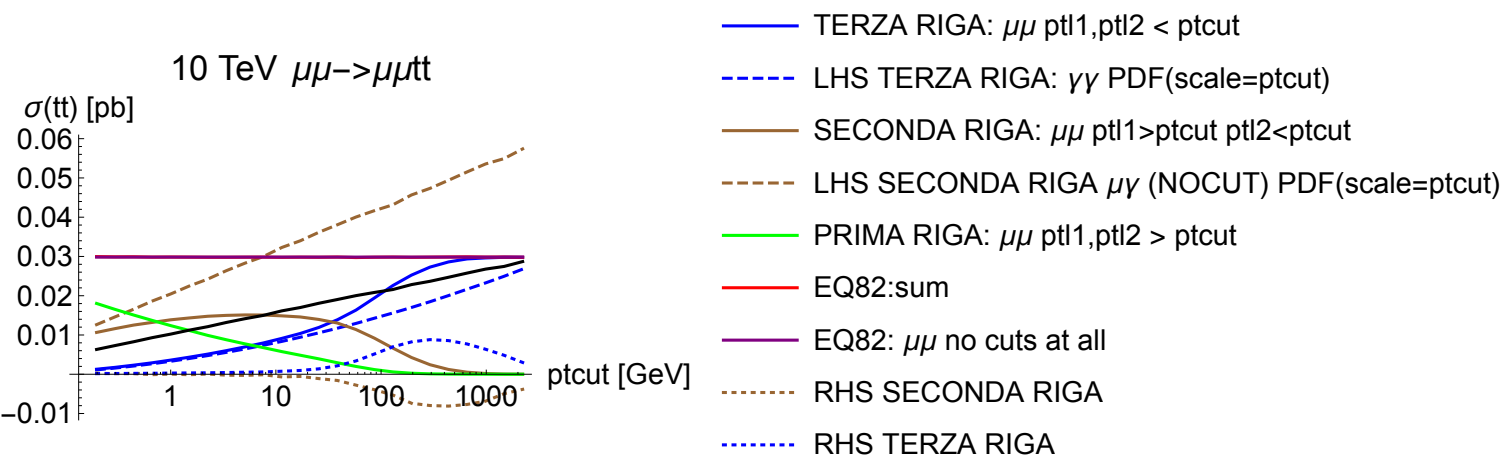 10 TeV μμ−>μμtt
σ(tt) [pb]
0.06
0.05
0.04
0.03
0.02
0.01
−0.01
1
10
100
1000
ptcut [GeV]
TERZA RIGA: μμ ptl1,ptl2 < ptcut
LHS TERZA RIGA: γγ PDF(scale=ptcut)
SECONDA RIGA: μμ ptl1>ptcut ptl2<ptcut
LHS SECONDA RIGA μγ (NOCUT) PDF(scale=ptcut)
PRIMA RIGA: μμ ptl1,ptl2 > ptcut
EQ82:sum
EQ82: μμ no cuts at all
RHS SECONDA RIGA
RHS TERZA RIGA